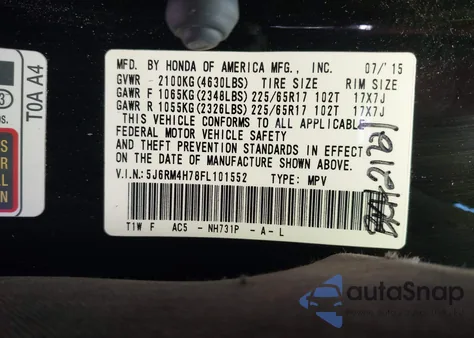 MFD. BY HONDA OF AMERICA MFG., INC. 07/15
GVWR - 2100KG(4630LBS) TIRE SIZE RIM SIZE
GAWR F 1065KG(2348LBS) 225/65R17 102T 17X7J
GAWR R 1055KG(2326LBS) 225/65R17 102T 17X7J
THIS VEHICLE CONFORMS TO ALL APPLICABLE
FEDERAL MOTOR VEHICLE SAFETY
AND THEFT PREVENTION STANDARDS IN EFFECT
ON THE DATE OF MANUFACTURE SHOWN ABOVE.
V.I.N:5J6RM4H78FL101552 TYPE: MPV
T1W F AC5 -NH731P -A-L
T0A A4
autoSnap